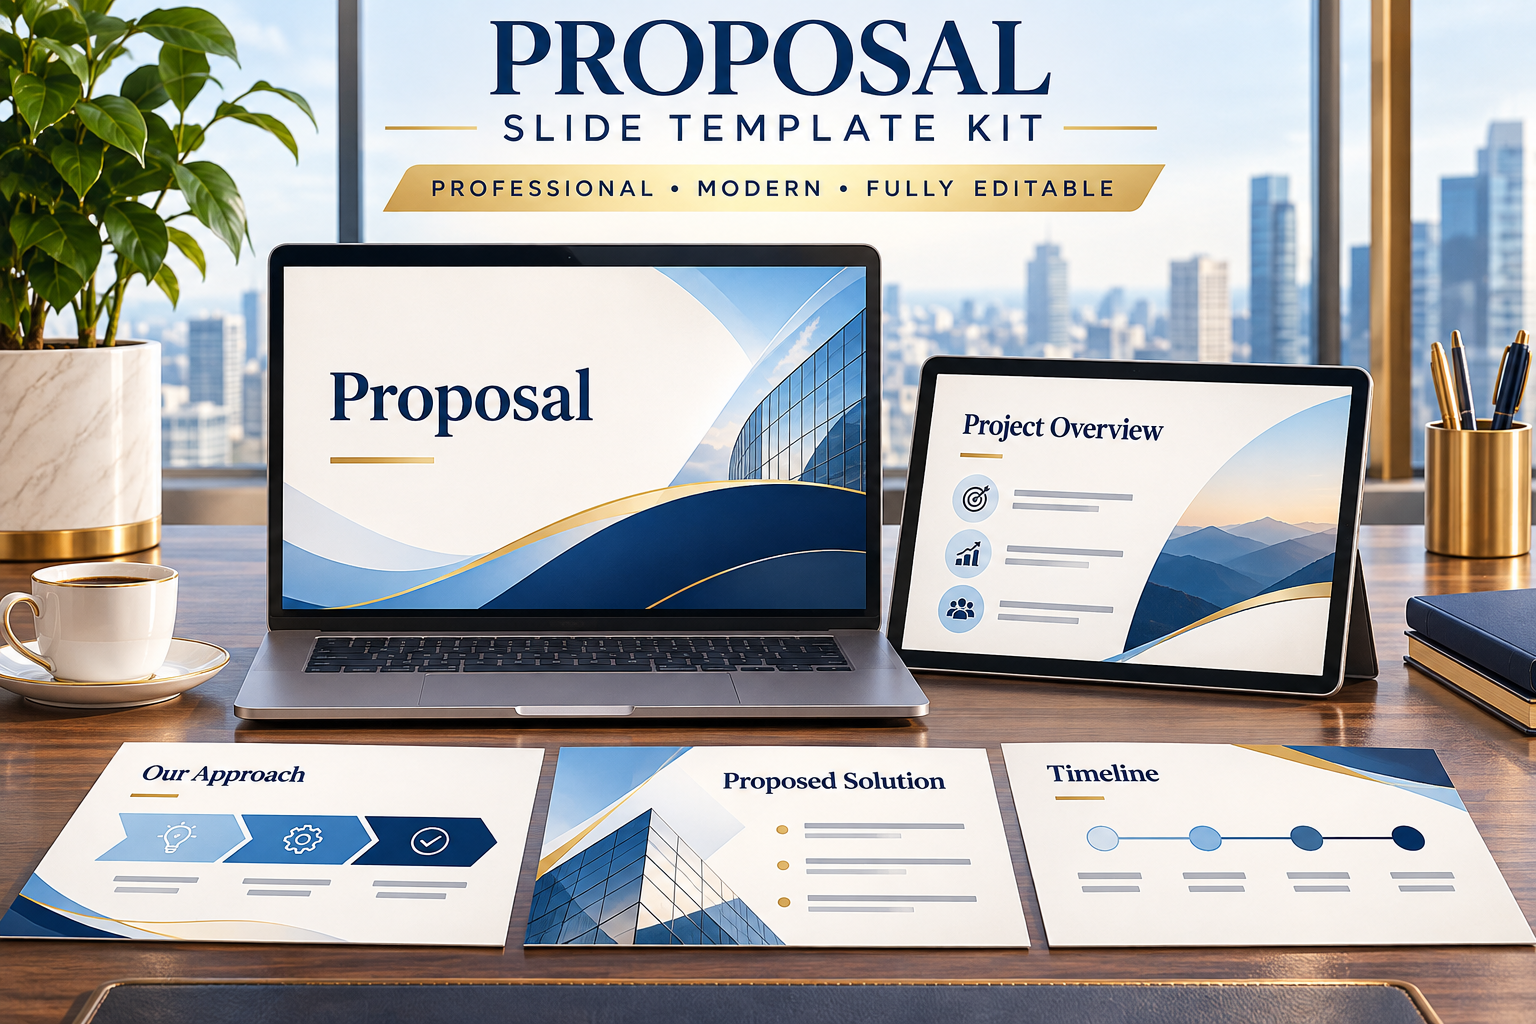 PROPOSAL
SLIDE TEMPLATE KIT
PROFESSIONAL • MODERN • FULLY EDITABLE
Proposal
Project Overview
Our Approach
Proposed Solution
Timeline